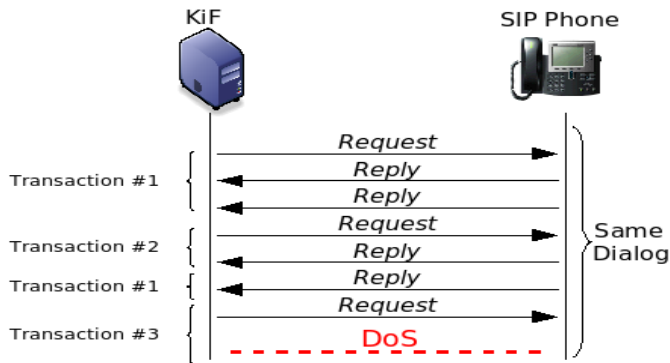 KiF
SIP Phone
Request
Reply
Transaction #1
Reply
Request
Same
Dialog
Transaction #2
Reply
Transaction #1
Reply
Request
Transaction #3
DoS